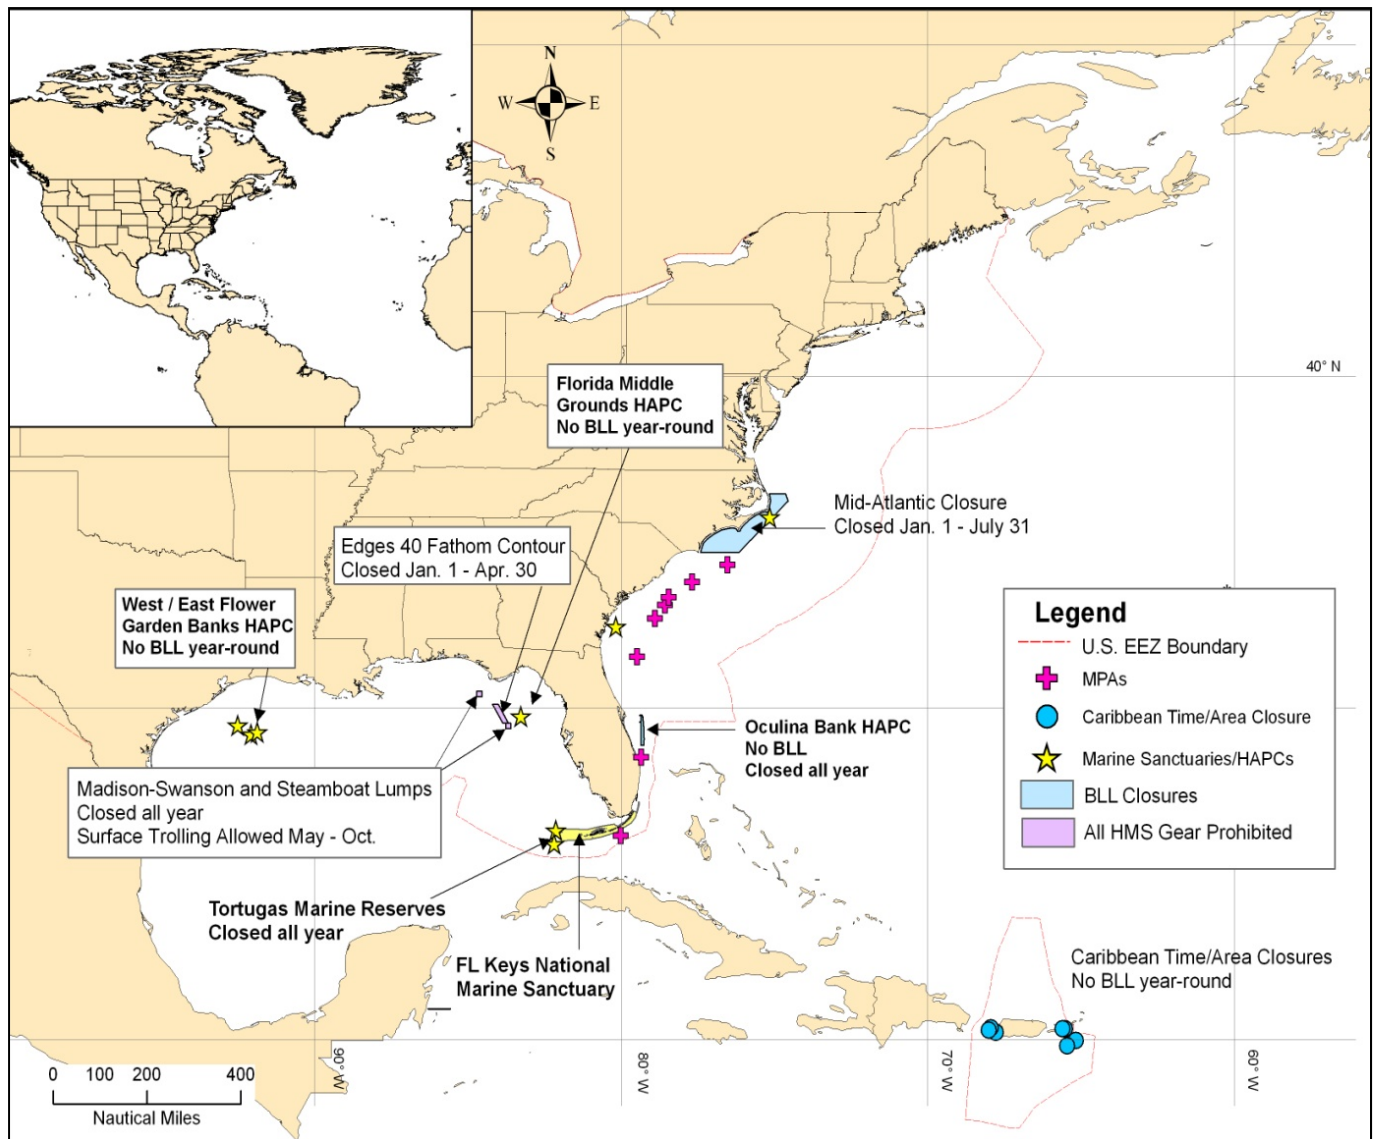 N
W
E
S
40° N
Florida Middle
Grounds HAPC
No BLL year-round
Mid-Atlantic Closure
Closed Jan. 1 - July 31
Edges 40 Fathom Contour
Closed Jan. 1 - Apr. 30
West / East Flower
Garden Banks HAPC
No BLL year-round
Legend
U.S. EEZ Boundary
MPAs
Caribbean Time/Area Closure
Marine Sanctuaries/HAPCs
BLL Closures
All HMS Gear Prohibited
Oculina Bank HAPC
No BLL
Closed all year
Madison-Swanson and Steamboat Lumps
Closed all year
Surface Trolling Allowed May - Oct.
Tortugas Marine Reserves
Closed all year
FL Keys National
Marine Sanctuary
Caribbean Time/Area Closures
No BLL year-round
90° W
80° W
70° W
60° W
0 100 200 400
Nautical Miles